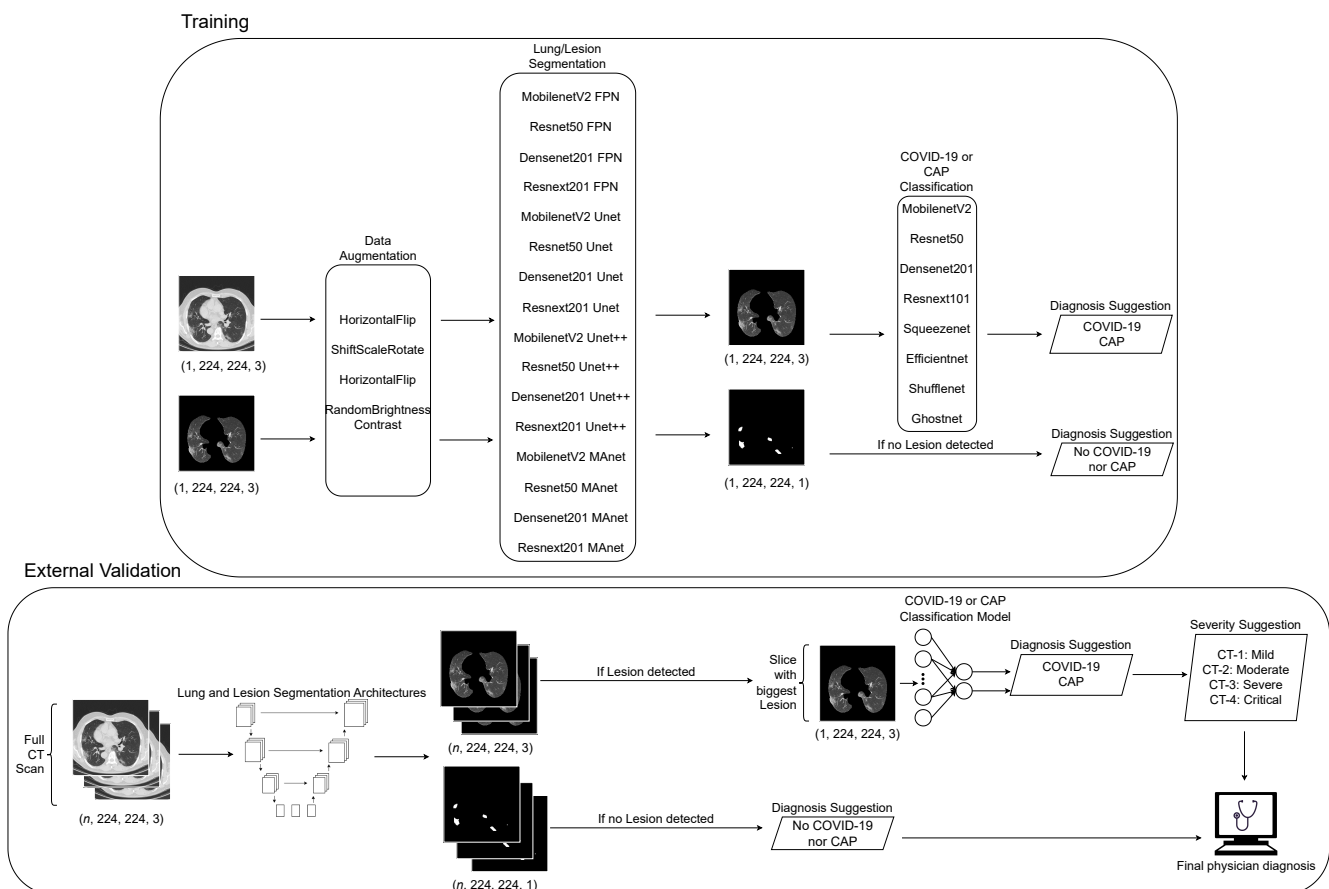 Training
Lung/Lesion
Segmentation
MobilenetV2 FPN
Resnet50 FPN
Densenet201 FPN
Resnext201 FPN
MobilenetV2 Unet
Resnet50 Unet
Densenet201 Unet
Resnext201 Unet
MobilenetV2 Unet++
Resnet50 Unet++
Densenet201 Unet++
Resnext201 Unet++
MobilenetV2 MAnet
Resnet50 MAnet
Densenet201 MAnet
Resnext201 MAnet
Data
Augmentation
HorizontalFlip
ShiftScaleRotate
HorizontalFlip
RandomBrightness
Contrast
(1, 224, 224, 3)
(1, 224, 224, 3)
(1, 224, 224, 3)
(1, 224, 224, 1)
COVID-19 or
CAP
Classification
MobilenetV2
Resnet50
Densenet201
Resnext101
Squeezenet
Efficientnet
Shufflenet
Ghostnet
Diagnosis Suggestion
COVID-19
CAP
If no Lesion detected
Diagnosis Suggestion
No COVID-19
nor CAP
External Validation
Full
CT
Scan
(n, 224, 224, 3)
Lung and Lesion Segmentation Architectures
(n, 224, 224, 3)
(n, 224, 224, 1)
If Lesion detected
Slice
with
biggest
Lesion
(1, 224, 224, 3)
COVID-19 or CAP
Classification Model
Diagnosis Suggestion
COVID-19
CAP
Severity Suggestion
CT-1: Mild
CT-2: Moderate
CT-3: Severe
CT-4: Critical
If no Lesion detected
Diagnosis Suggestion
No COVID-19
nor CAP
Final physician diagnosis